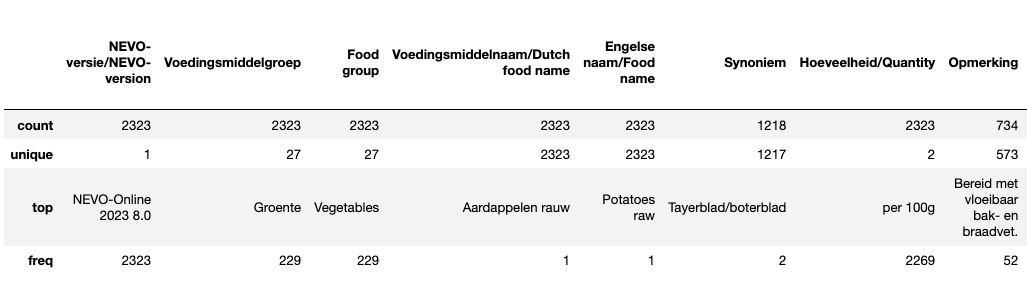 NEVO-versie/NEVO-version Voedingsmiddelgroep Food group Voedingsmiddelnaam/Dutch food name Engelse naam/Food name Synoniem Hoeveelheid/Quantity Opmerking
count 2323 2323 2323 2323 2323 1218 2323 734
unique 1 27 27 2323 2323 1217 2 573
top NEVO-Online 2023 8.0 Groente Vegetables Aardappelen rauw Potatoes raw Tayerblad/boterblad per 100g Bereid met vloeibaar bak- en braadvet.
freq 2323 229 229 1 1 2 2269 52